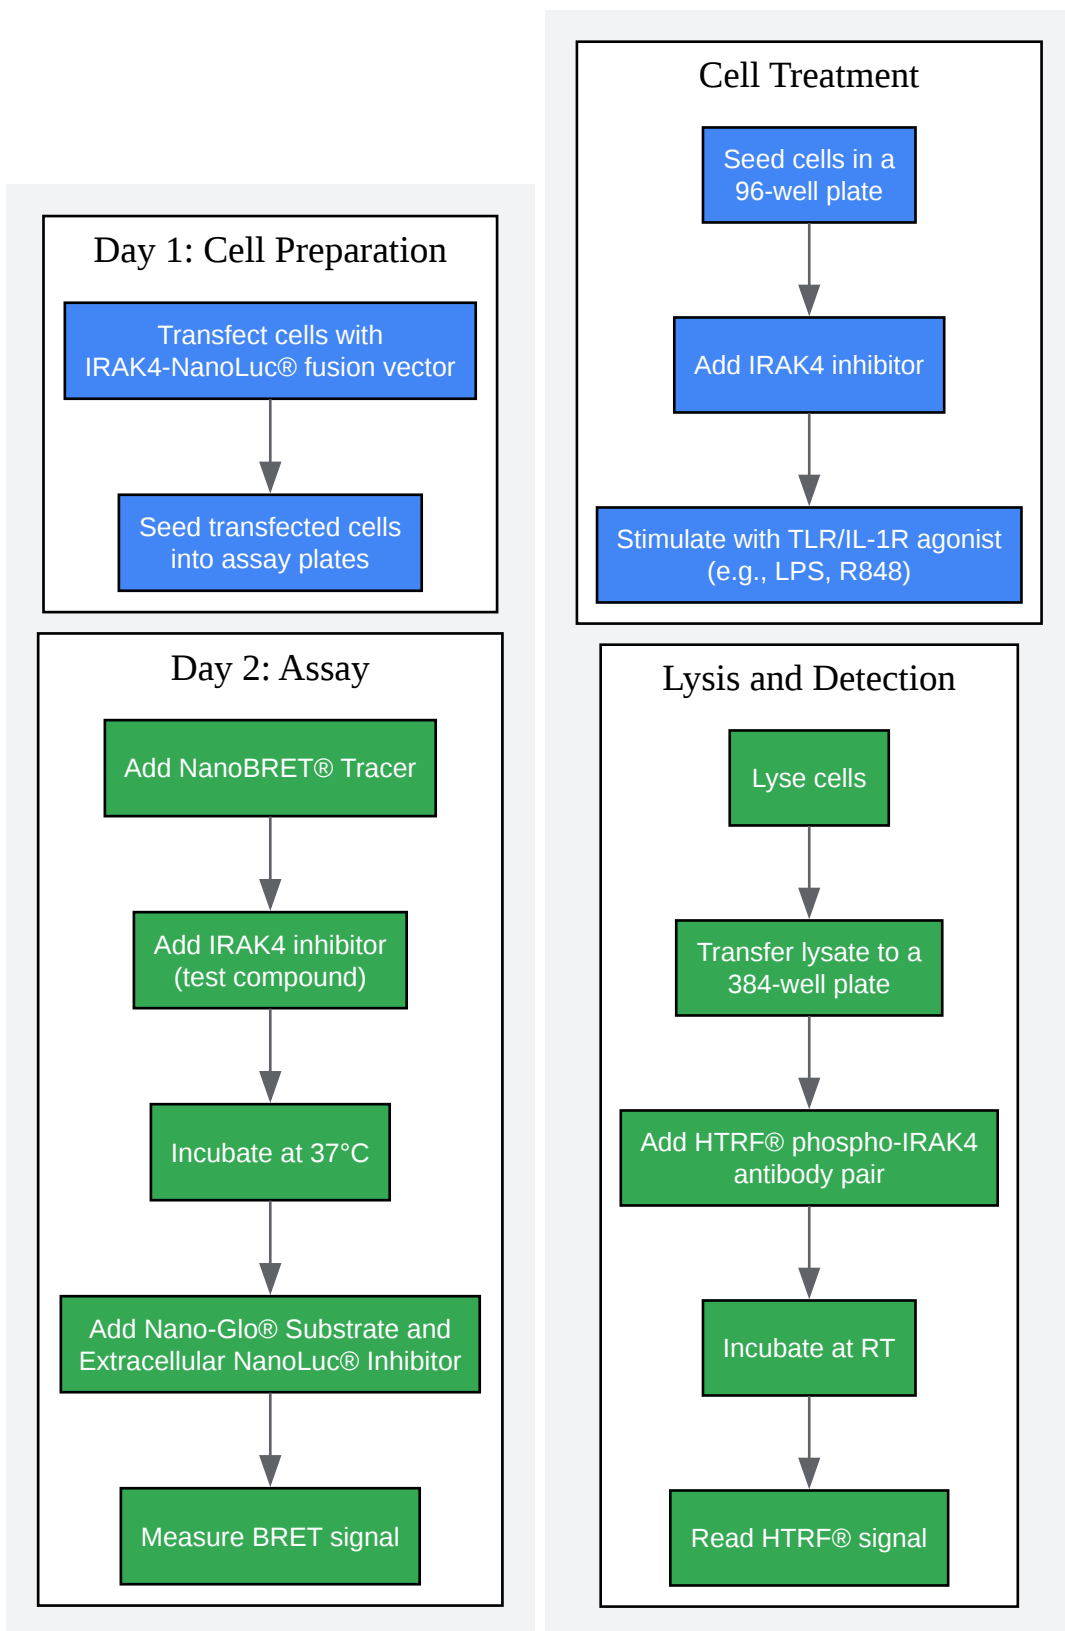 Day 1: Cell Preparation
Transfect cells with
IRAK4-NanoLuc® fusion vector
Seed transfected cells
into assay plates
Day 2: Assay
Add NanoBRET® Tracer
Add IRAK4 inhibitor
(test compound)
Incubate at 37°C
Add Nano-Glo® Substrate and
Extracellular NanoLuc® Inhibitor
Measure BRET signal
Cell Treatment
Seed cells in a
96-well plate
Add IRAK4 inhibitor
Stimulate with TLR/IL-1R agonist
(e.g., LPS, R848)
Lysis and Detection
Lyse cells
Transfer lysate to a
384-well plate
Add HTRF® phospho-IRAK4
antibody pair
Incubate at RT
Read HTRF® signal